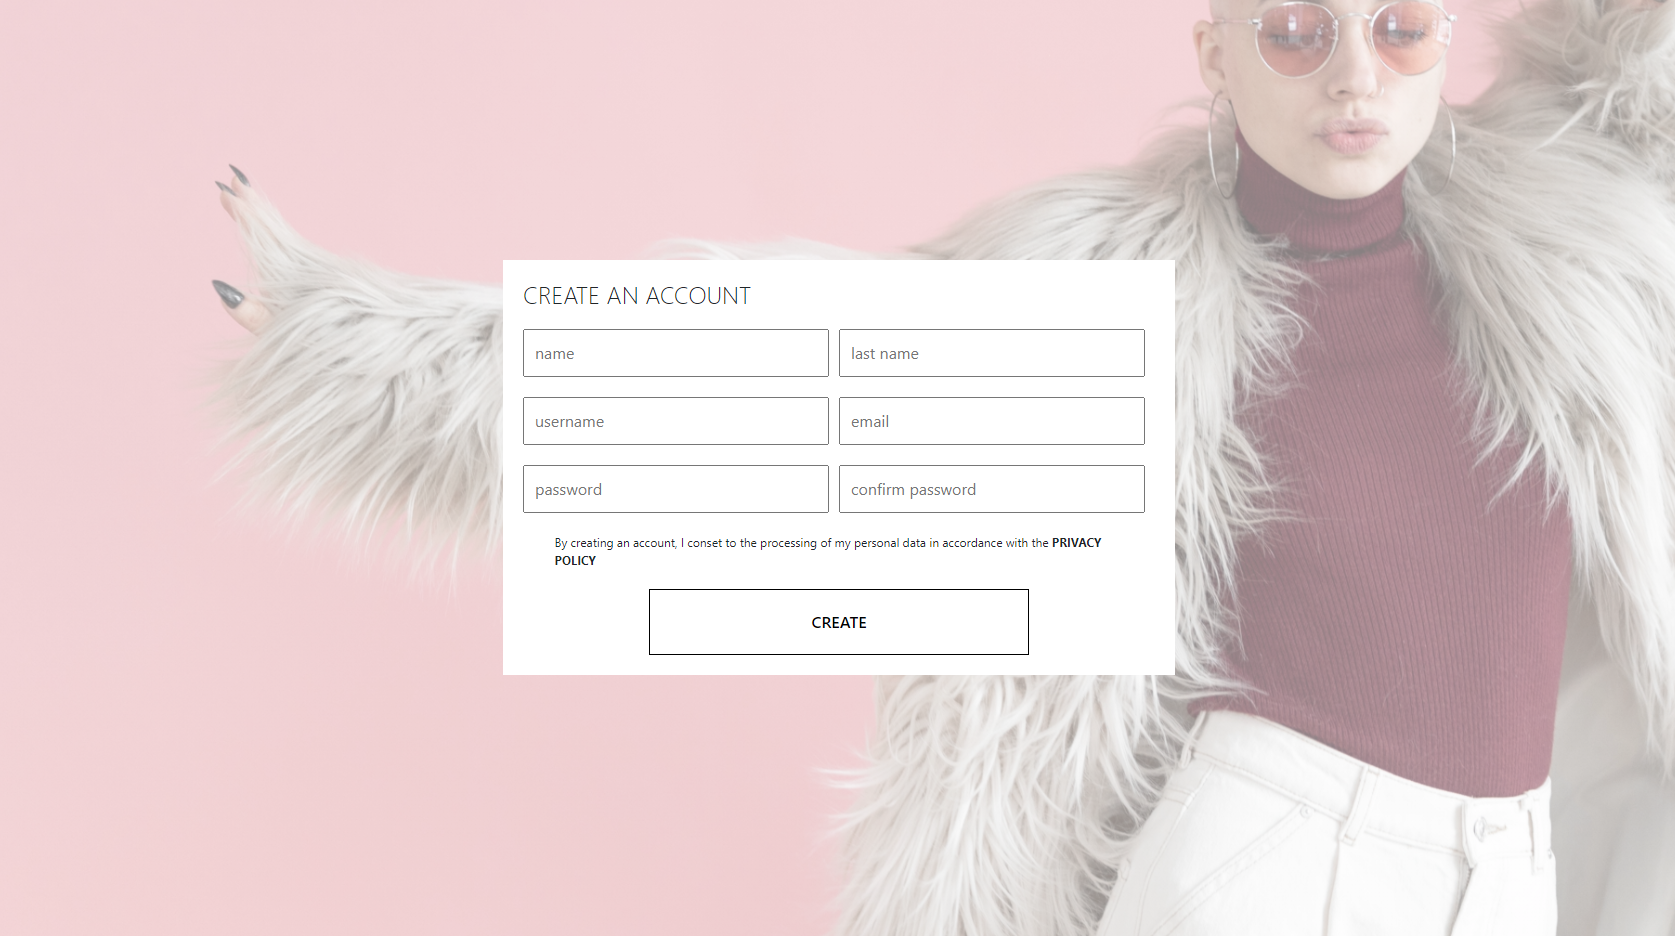 CREATE AN ACCOUNT
name
last name
username
email
password
confirm password
By creating an account, I conset to the processing of my personal data in accordance with the PRIVACY
POLICY
CREATE